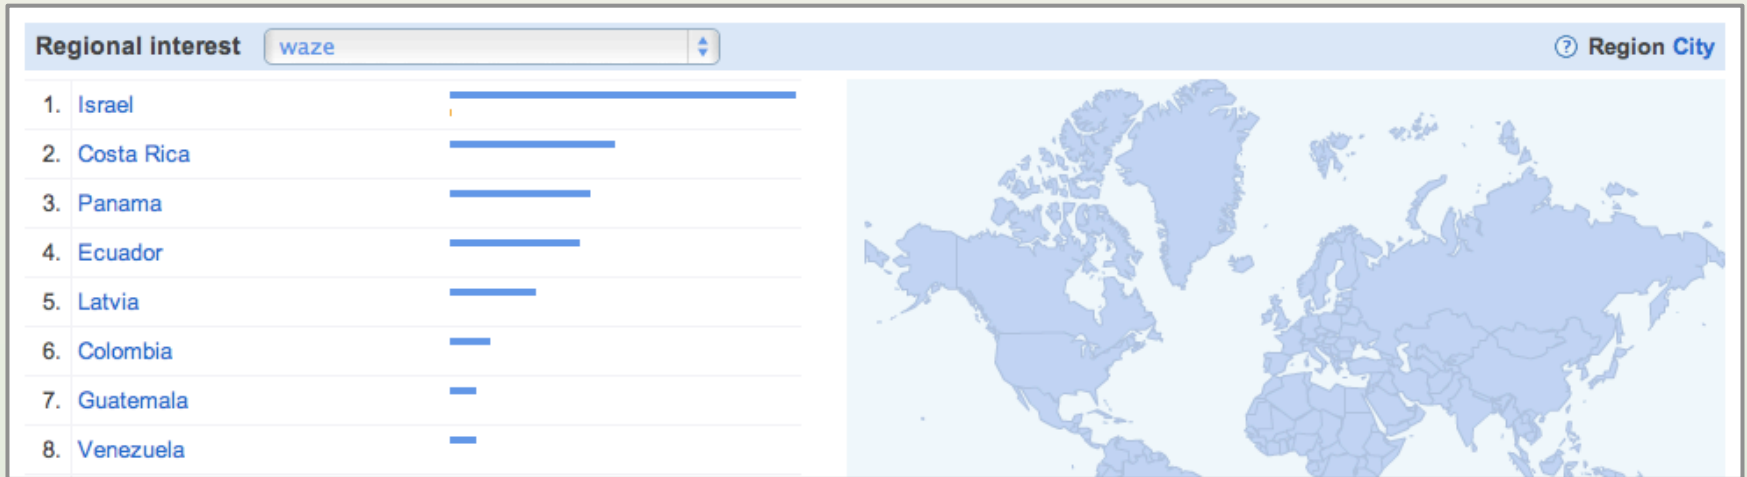 Regional interest waze ? Region City
1. Israel
2. Costa Rica
3. Panama
4. Ecuador
5. Latvia
6. Colombia
7. Guatemala
8. Venezuela